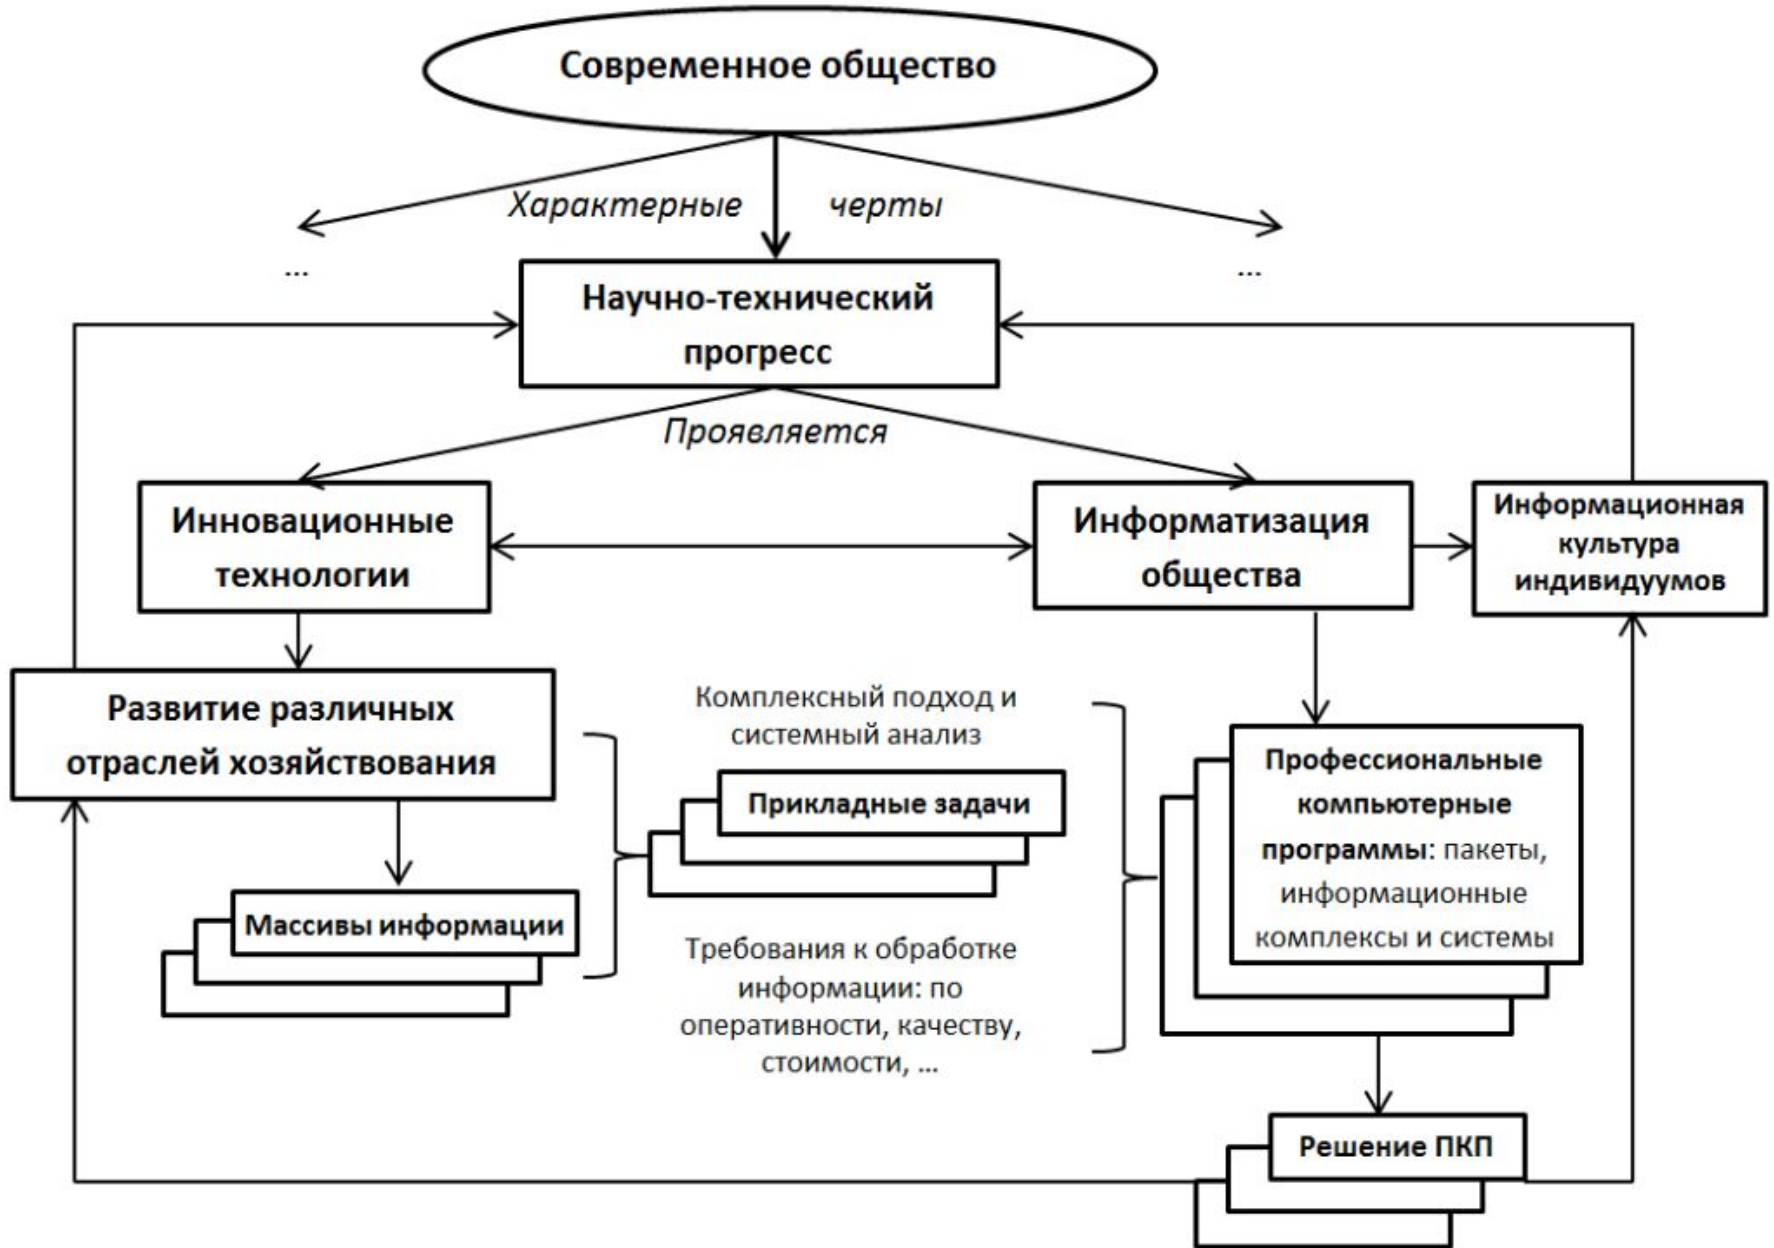 Современное общество
Характерные черты
... ...
Научно-технический
прогресс
Проявляется
Инновационные
технологии
Информатизация
общества
Информационная
культура
индивидуумов
Развитие различных
отраслей хозяйствования
Комплексный подход и
системный анализ
Прикладные задачи
Профессиональные
компьютерные
программы: пакеты,
информационные
комплексы и системы
Массивы информации
Требования к обработке
информации: по
оперативности, качеству,
стоимости, ...
Решение ПКП